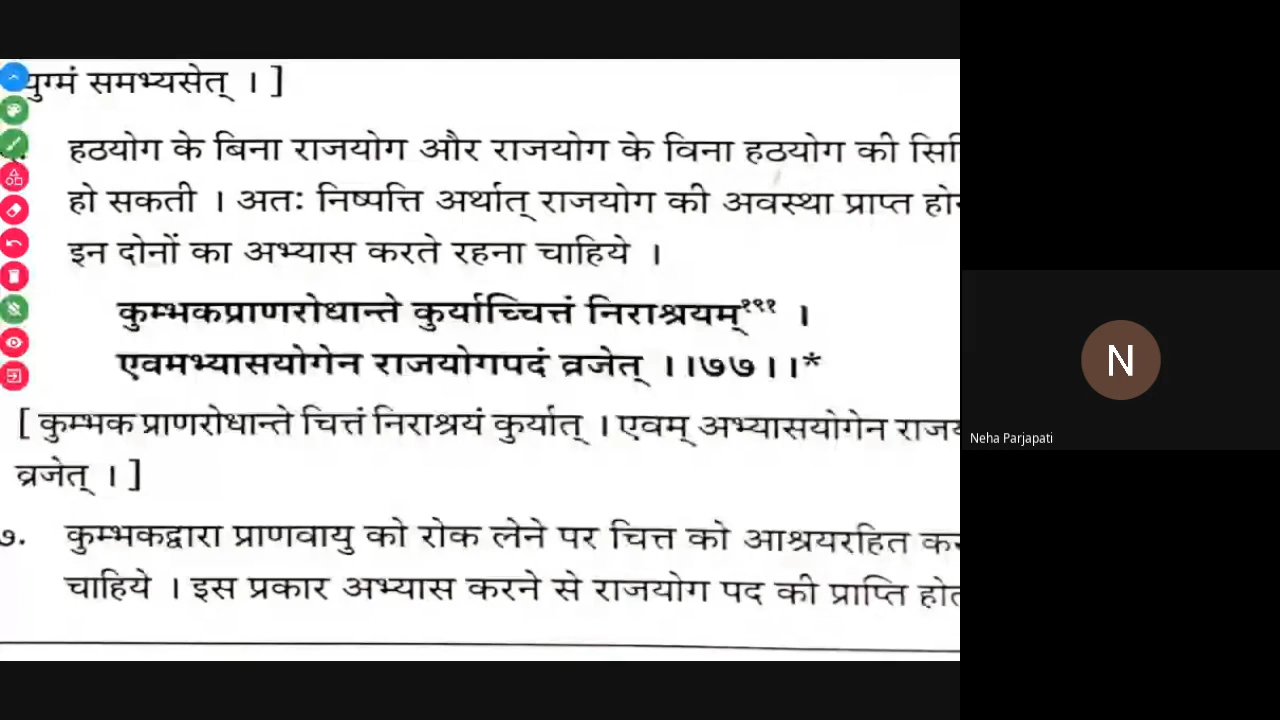 युग्मं समभ्यसेत् । ]
हठयोग के बिना राजयोग और राजयोग के विना हठयोग की
हो सकती । अतः निष्पत्ति अर्थात् राजयोग की अवस्था प्राप्त
इन दोनों का अभ्यास करते रहना चाहिये ।
कुम्भकप्राणरोधान्ते कुर्याच्चित्तं निराश्रयम्१९१ ।
एवमभ्यासयोगेन राजयोगपदं व्रजेत् ।।७७।।*
[ कुम्भक प्राणरोधान्ते चित्तं निराश्रयं कुर्यात् । एवम् अभ्यासयोगेन
व्रजेत् । ]
७. कुम्भकद्वारा प्राणवायु को रोक लेने पर चित्त को आश्रयरहित
चाहिये । इस प्रकार अभ्यास करने से राजयोग पद की प्राप्ति
N
Neha Parjapati